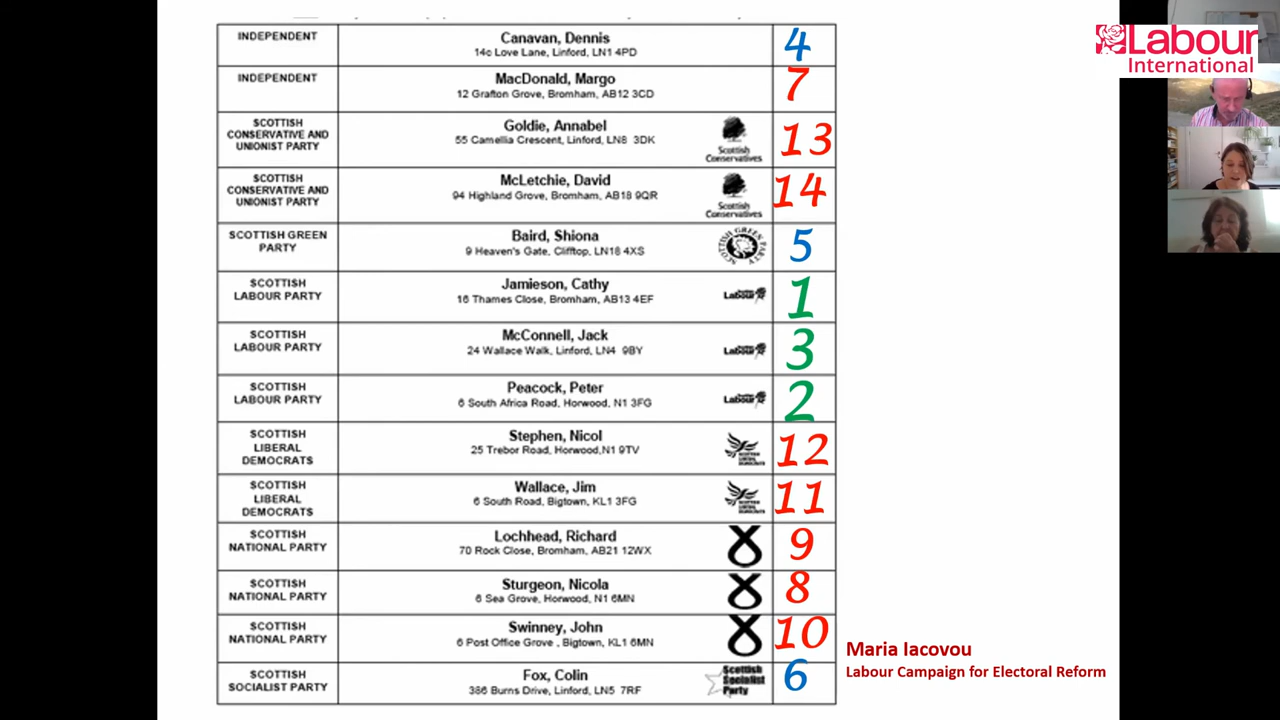 INDEPENDENT
Canavan, Dennis
14c Love Lane, Linford, LN1 4PD
4
INDEPENDENT
MacDonald, Margo
12 Grafton Grove, Bromham, AB12 3CD
7
SCOTTISH
CONSERVATIVE AND
UNIONIST PARTY
Goldie, Annabel
55 Camellia Crescent, Linford, LN8 3DK
Scottish
Conservatives
13
SCOTTISH
CONSERVATIVE AND
UNIONIST PARTY
McLetchie, David
94 Highland Grove, Bromham, AB18 9QR
Scottish
Conservatives
14
SCOTTISH GREEN
PARTY
Baird, Shiona
9 Heaven's Gate, Clifftop, LN18 4XS
SCOTTISH GREEN PARTY
5
SCOTTISH
LABOUR PARTY
Jamieson, Cathy
16 Thames Close, Bromham, AB13 4EF
Labour
1
SCOTTISH
LABOUR PARTY
McConnell, Jack
24 Wallace Walk, Linford, LN4 9BY
Labour
3
SCOTTISH
LABOUR PARTY
Peacock, Peter
6 South Africa Road, Horwood, N1 3FG
Labour
2
SCOTTISH
LIBERAL
DEMOCRATS
Stephen, Nicol
25 Trebor Road, Horwood,N1 9TV
SCOTTISH
LIBERAL
DEMOCRATS
12
SCOTTISH
LIBERAL
DEMOCRATS
Wallace, Jim
6 South Road, Bigtown, KL1 3FG
SCOTTISH
LIBERAL
DEMOCRATS
11
SCOTTISH
NATIONAL PARTY
Lochhead, Richard
70 Rock Close, Bromham, AB21 12WX
9
SCOTTISH
NATIONAL PARTY
Sturgeon, Nicola
6 Sea Grove, Horwood, N1 6MN
8
SCOTTISH
NATIONAL PARTY
Swinney, John
6 Post Office Grove , Bigtown, KL1 6MN
10
SCOTTISH
SOCIALIST PARTY
Fox, Colin
386 Burns Drive, Linford, LN5 7RF
Scottish
Socialist
Party
6
Labour
International
Maria Iacovou
Labour Campaign for Electoral Reform